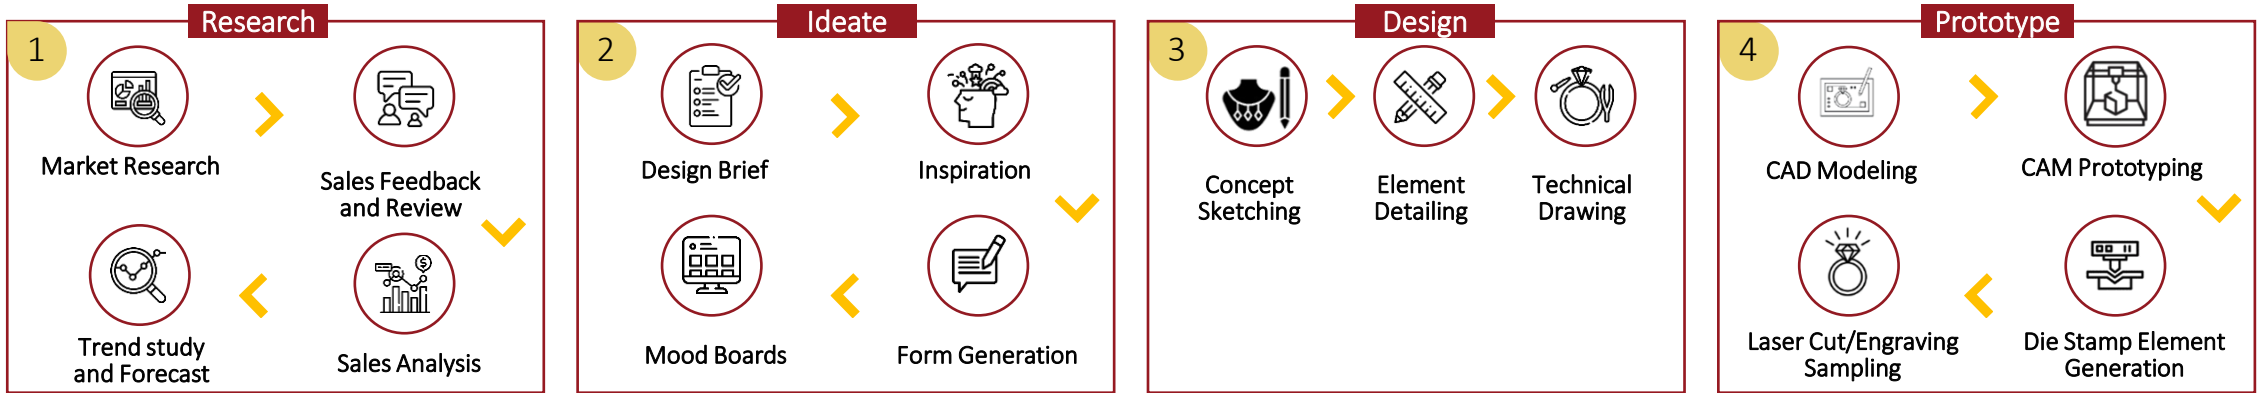 Research
1
Market Research
Sales Feedback
and Review
Sales Analysis
Trend study
and Forecast
Ideate
2
Design Brief
Inspiration
Form Generation
Mood Boards
Design
3
Concept
Sketching
Element
Detailing
Technical
Drawing
Prototype
4
CAD Modeling
CAM Prototyping
Die Stamp Element
Generation
Laser Cut/Engraving
Sampling